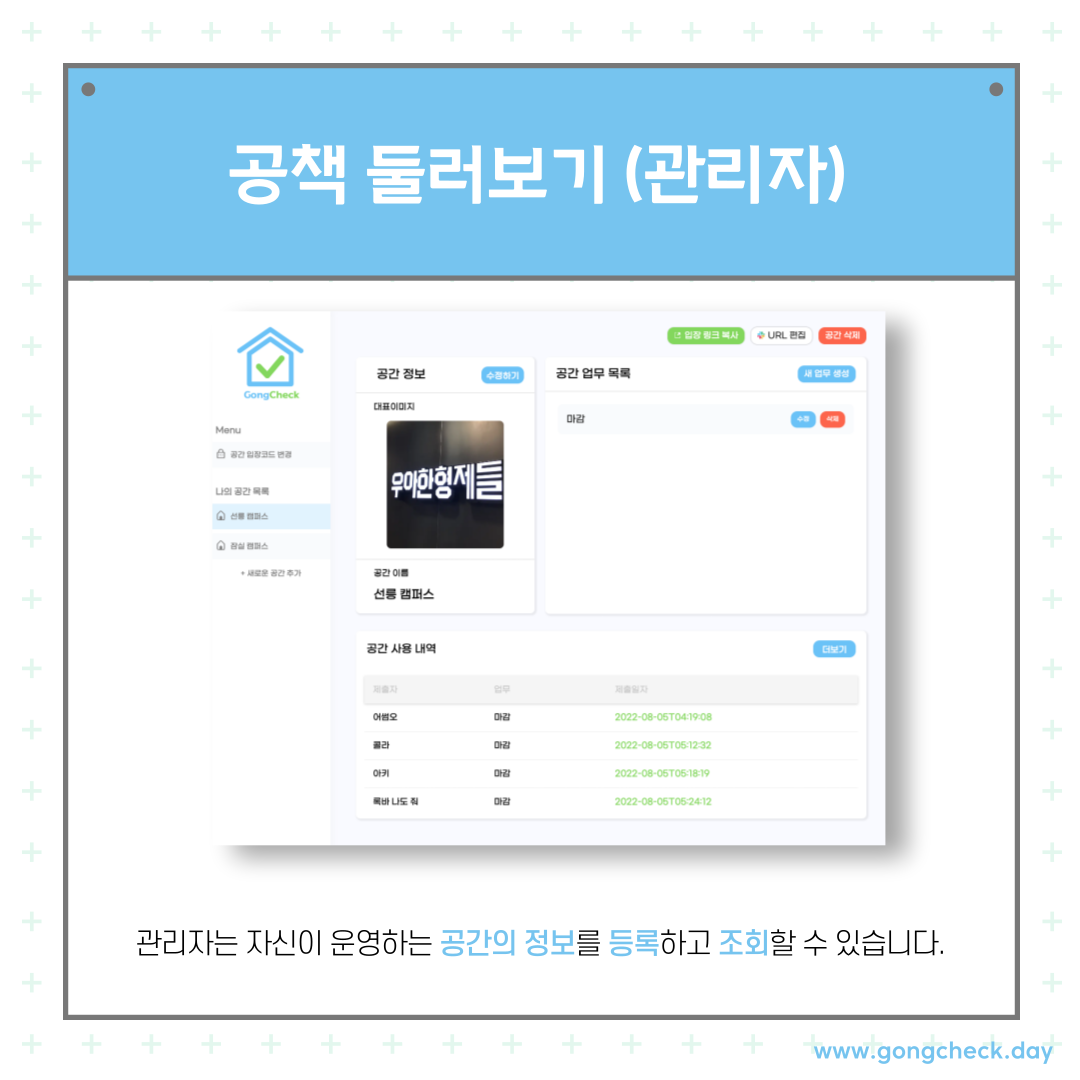 공책 둘러보기 (관리자)
입장 링크 복사
URL 편집
공간 삭제
GongCheck
Menu
공간 입장코드 변경
나의 공간 목록
선릉 캠퍼스
잠실 캠퍼스
+ 새로운 공간 추가
공간 정보
수정하기
대표이미지
우아한형제들
공간 이름
선릉 캠퍼스
공간 업무 목록
새 업무 생성
마감
수정
삭제
공간 사용 내역
더보기
제출자 업무 제출일자
어썸오 마감 2022-08-05T04:19:08
콜라 마감 2022-08-05T05:12:32
아키 마감 2022-08-05T05:18:19
록바 나도 줘 마감 2022-08-05T05:24:12
관리자는 자신이 운영하는 공간의 정보를 등록하고 조회할 수 있습니다.
www.gongcheck.day